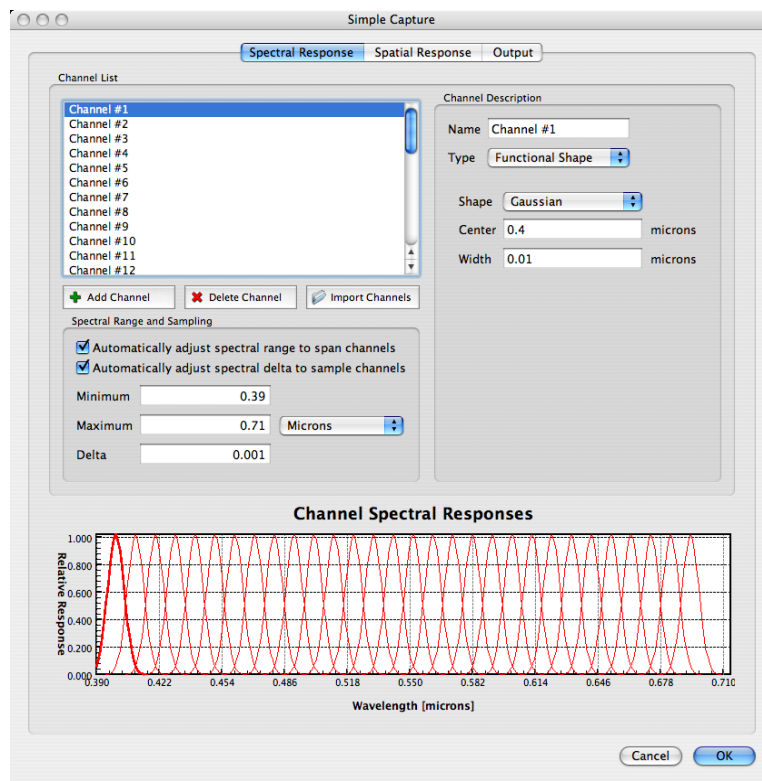 Simple Capture
Spectral Response Spatial Response Output
Channel List
Channel #1
Channel #2
Channel #3
Channel #4
Channel #5
Channel #6
Channel #7
Channel #8
Channel #9
Channel #10
Channel #11
Channel #12
Add Channel Delete Channel Import Channels
Spectral Range and Sampling
Automatically adjust spectral range to span channels
Automatically adjust spectral delta to sample channels
Minimum 0.39
Maximum 0.71 Microns
Delta 0.001
Channel Description
Name Channel #1
Type Functional Shape
Shape Gaussian
Center 0.4 microns
Width 0.01 microns
Channel Spectral Responses
Relative Response
1.000
0.800
0.600
0.400
0.200
0.000
0.390 0.422 0.454 0.486 0.518 0.550 0.582 0.614 0.646 0.678 0.710
Wavelength [microns]
Cancel OK